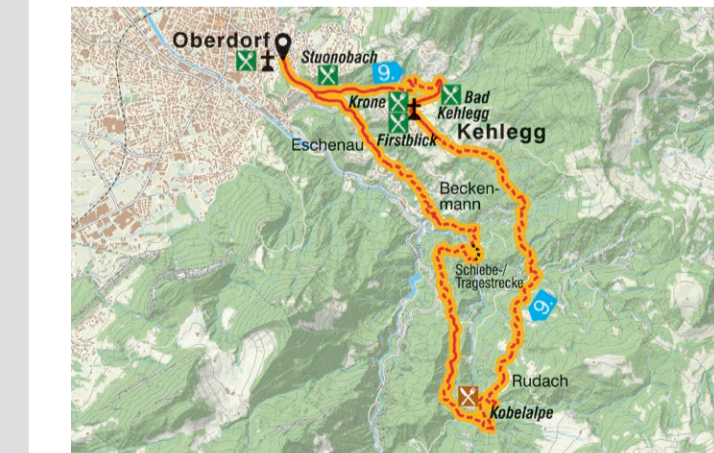 Oberdorf
Stuonobach
9.
Krone
Bad
Kehlegg
Firstblick
Kehlegg
Eschenau
Becken-
mann
Schiebe-/
Tragestrecke
9.
Rudach
Kobelalpe